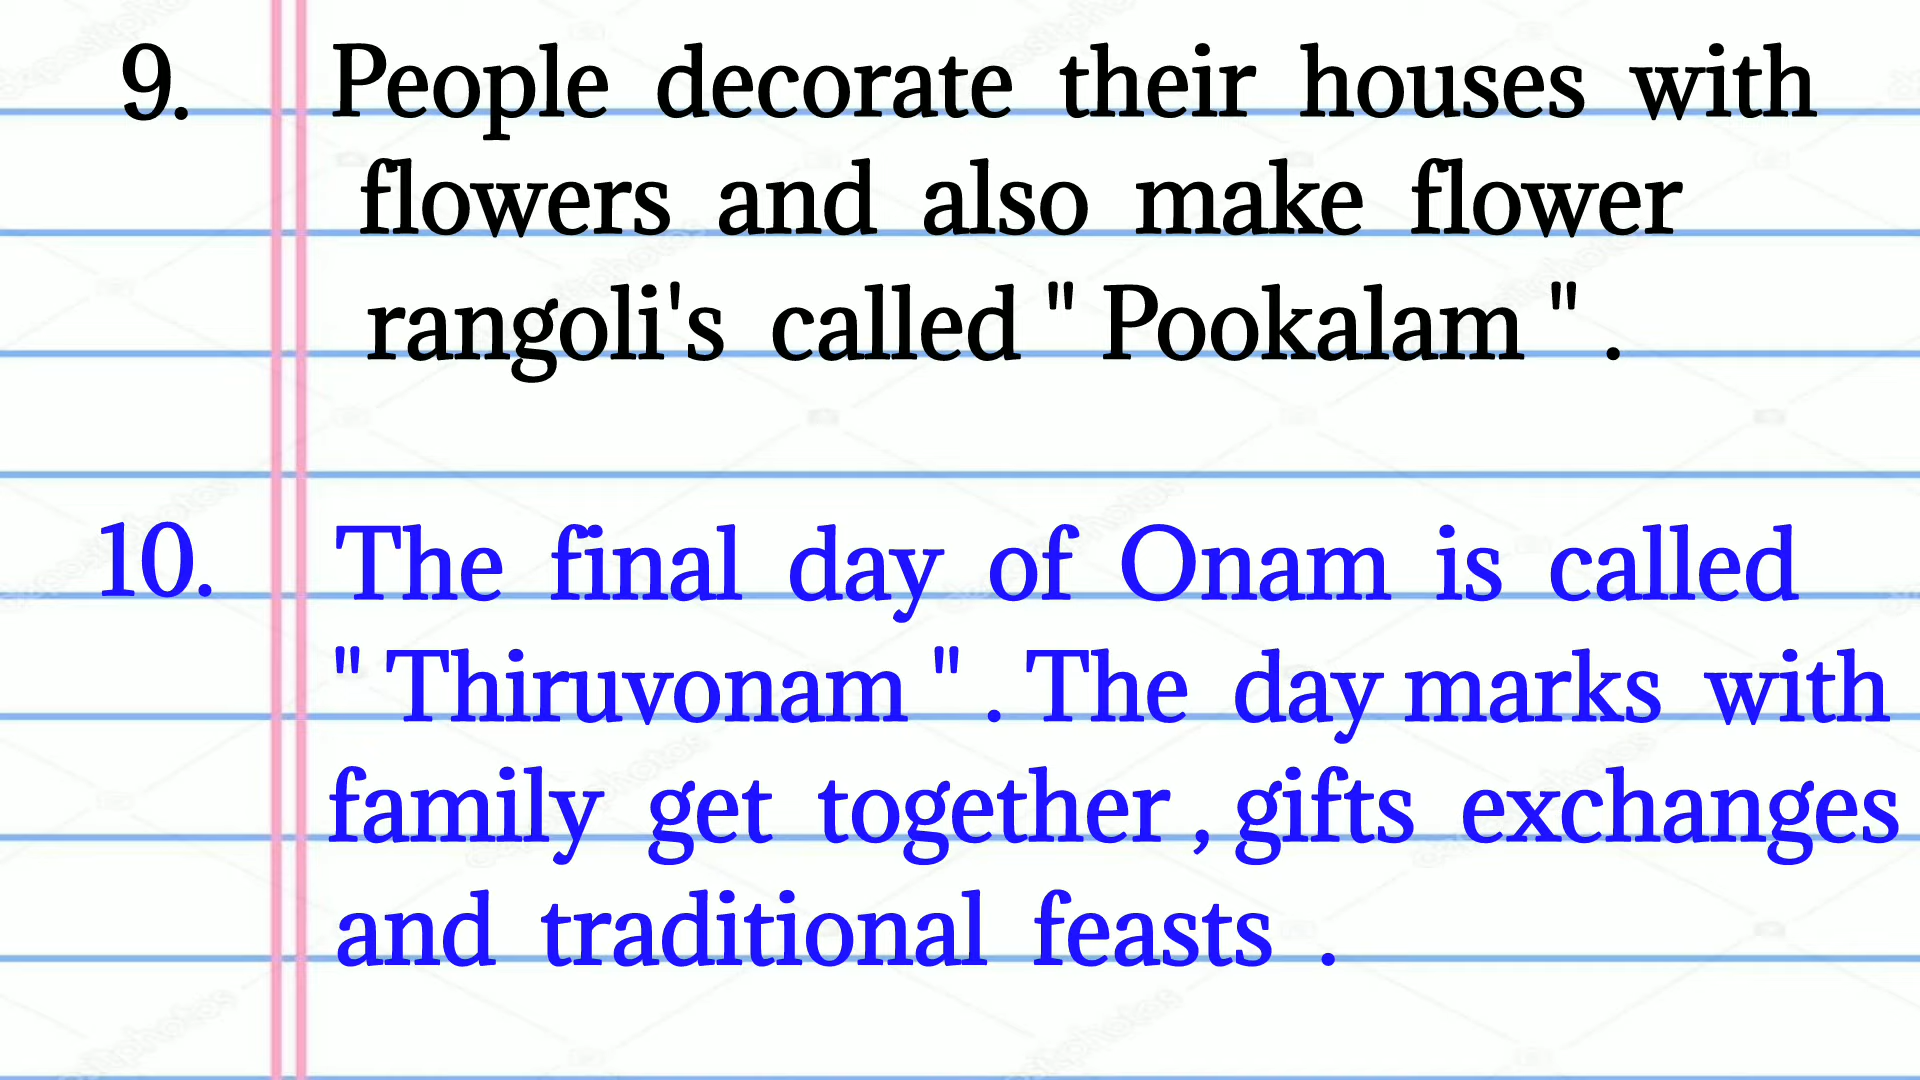 9. People decorate their houses with
flowers and also make flower
rangoli's called " Pookalam " .
10. The final day of Onam is called
" Thiruvonam " . The day marks with
family get together , gifts exchanges
and traditional feasts .